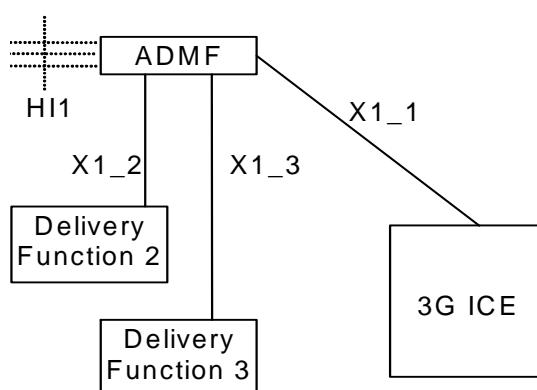 ADMF
HI1
X1_1
X1_2
X1_3
Delivery
Function 2
3G ICE
Delivery
Function 3